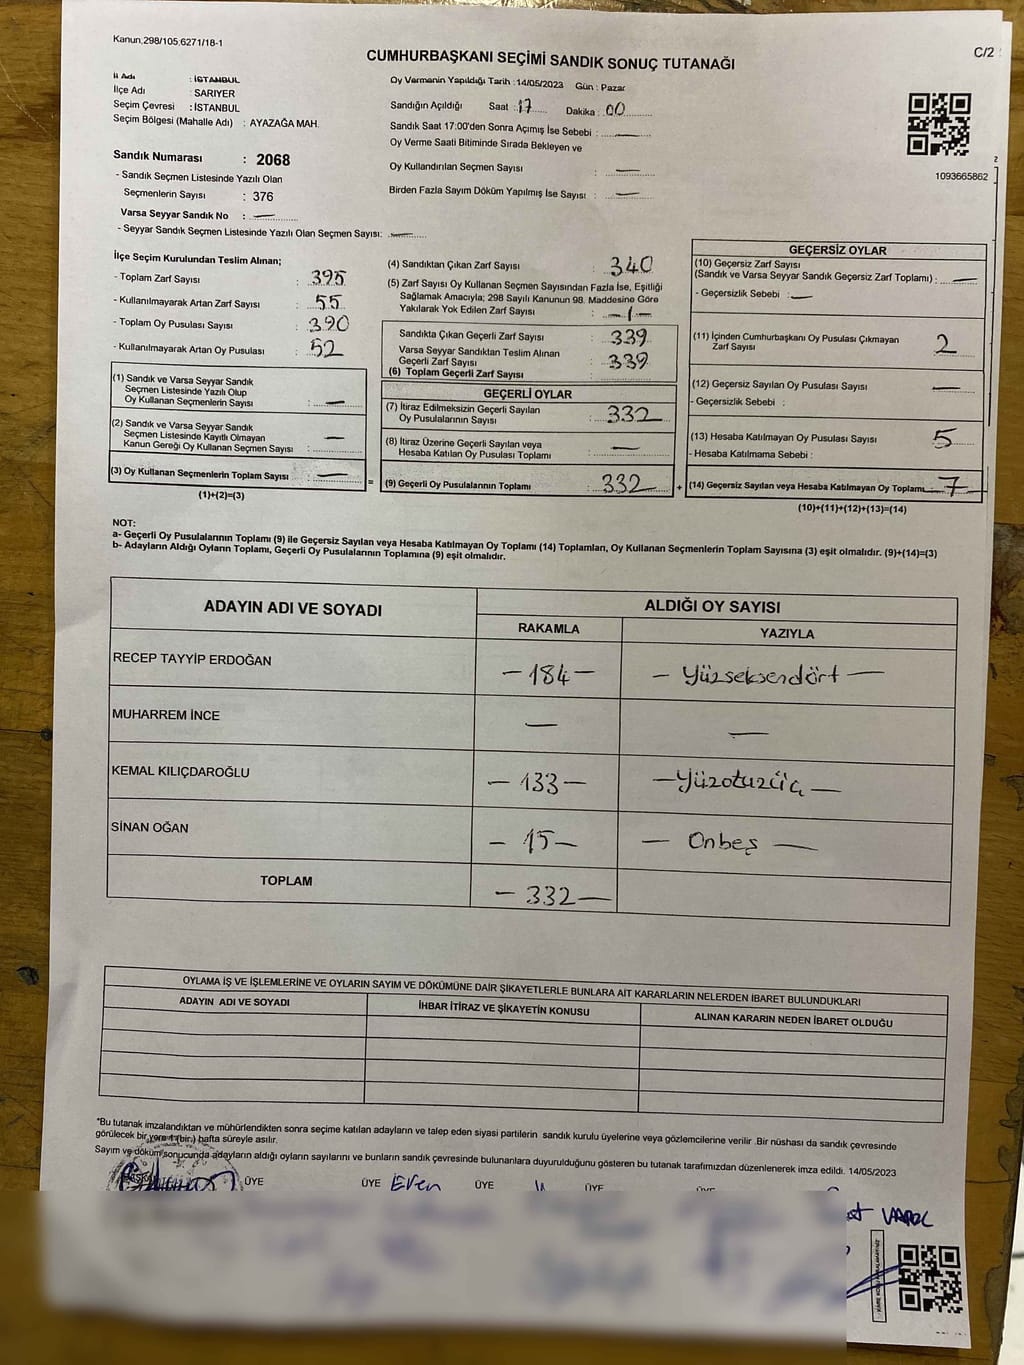 Kanun,298/105;6271/18-1
C/2
CUMHURBAŞKANI SEÇİMİ SANDIK SONUÇ TUTANAĞI
İl Adı : İSTANBUL
İlçe Adı : SARIYER
Seçim Çevresi : İSTANBUL
Seçim Bölgesi (Mahalle Adı) : AYAZAĞA MAH.
Sandık Numarası : 2068
- Sandık Seçmen Listesinde Yazılı Olan
Seçmenlerin Sayısı : 376
Varsa Seyyar Sandık No : —
- Seyyar Sandık Seçmen Listesinde Yazılı Olan Seçmen Sayısı: —
Oy Vermenin Yapıldığı Tarih :14/05/2023 Gün : Pazar
Sandığın Açıldığı Saat : 17 Dakika : 00
Sandık Saat 17:00'den Sonra Açımış İse Sebebi : —
Oy Verme Saati Bitiminde Sırada Bekleyen ve
Oy Kullandırılan Seçmen Sayısı : —
Birden Fazla Sayım Döküm Yapılmış İse Sayısı : —
2
1093665862
İlçe Seçim Kurulundan Teslim Alınan;
- Toplam Zarf Sayısı : 395
- Kullanılmayarak Artan Zarf Sayısı : 55
- Toplam Oy Pusulası Sayısı : 390
- Kullanılmayarak Artan Oy Pusulası : 52
(1) Sandık ve Varsa Seyyar Sandık
Seçmen Listesinde Yazılı Olup
Oy Kullanan Seçmenlerin Sayısı : —
(2) Sandık ve Varsa Seyyar Sandık
Seçmen Listesinde Kayıtlı Olmayan
Kanun Gereği Oy Kullanan Seçmen Sayısı : —
(3) Oy Kullanan Seçmenlerin Toplam Sayısı : —
(1)+(2)=(3)
=
(4) Sandıktan Çıkan Zarf Sayısı : 340
(5) Zarf Sayısı Oy Kullanan Seçmen Sayısından Fazla İse, Eşitliği
Sağlamak Amacıyla; 298 Sayılı Kanunun 98. Maddesine Göre
Yakılarak Yok Edilen Zarf Sayısı : -1-
Sandıkta Çıkan Geçerli Zarf Sayısı : 339
Varsa Seyyar Sandıktan Teslim Alınan
Geçerli Zarf Sayısı : 339
(6) Toplam Geçerli Zarf Sayısı
GEÇERLİ OYLAR
(7) İtiraz Edilmeksizin Geçerli Sayılan
Oy Pusulalarının Sayısı : 332
(8) İtiraz Üzerine Geçerli Sayılan veya
Hesaba Katılan Oy Pusulası Toplamı : —
(9) Geçerli Oy Pusulalarının Toplamı : 332
+
GEÇERSİZ OYLAR
(10) Geçersiz Zarf Sayısı
(Sandık ve Varsa Seyyar Sandık Geçersiz Zarf Toplamı) : —
- Geçersizlik Sebebi : —
(11) İçinden Cumhurbaşkanı Oy Pusulası Çıkmayan
Zarf Sayısı 2
(12) Geçersiz Sayılan Oy Pusulası Sayısı —
- Geçersizlik Sebebi :
(13) Hesaba Katılmayan Oy Pusulası Sayısı 5
- Hesaba Katılmama Sebebi :
(14) Geçersiz Sayılan veya Hesaba Katılmayan Oy Toplamı 7
(10)+(11)+(12)+(13)=(14)
NOT:
a- Geçerli Oy Pusulalarının Toplamı (9) ile Geçersiz Sayılan veya Hesaba Katılmayan Oy Toplamı (14) Toplamları, Oy Kullanan Seçmenlerin Toplam Sayısına (3) eşit olmalıdır. (9)+(14)=(3)
b- Adayların Aldığı Oyların Toplamı, Geçerli Oy Pusulalarının Toplamına (9) eşit olmalıdır.
ADAYIN ADI VE SOYADI ALDIĞI OY SAYISI
RAKAMLA YAZIYLA
RECEP TAYYİP ERDOĞAN — 184 — — Yüzseksendört —
MUHARREM İNCE — —
KEMAL KILIÇDAROĞLU — 133 — — Yüzotuzüç —
SİNAN OĞAN — 15 — — Onbeş —
TOPLAM — 332 —
OYLAMA İŞ VE İŞLEMLERİNE VE OYLARIN SAYIM VE DÖKÜMÜNE DAİR ŞİKAYETLERLE BUNLARA AİT KARARLARIN NELERDEN İBARET BULUNDUKLARI
ADAYIN ADI VE SOYADI İHBAR İTİRAZ VE ŞİKAYETİN KONUSU ALINAN KARARIN NEDEN İBARET OLDUĞU
*Bu tutanak imzalandıktan ve mühürlendikten sonra seçime katılan adayların ve talep eden siyasi partilerin sandık kurulu üyelerine veya gözlemcilerine verilir .Bir nüshası da sandık çevresinde
görülecek bir yere 1 (bir) hafta süreyle asılır.
Sayım ve döküm sonucunda adayların aldığı oyların sayılarını ve bunların sandık çevresinde bulunanlara duyurulduğunu gösteren bu tutanak tarafımızdan düzenlenerek imza edildi. 14/05/2023
ÜYE ÜYE Eren ÜYE ÜYE